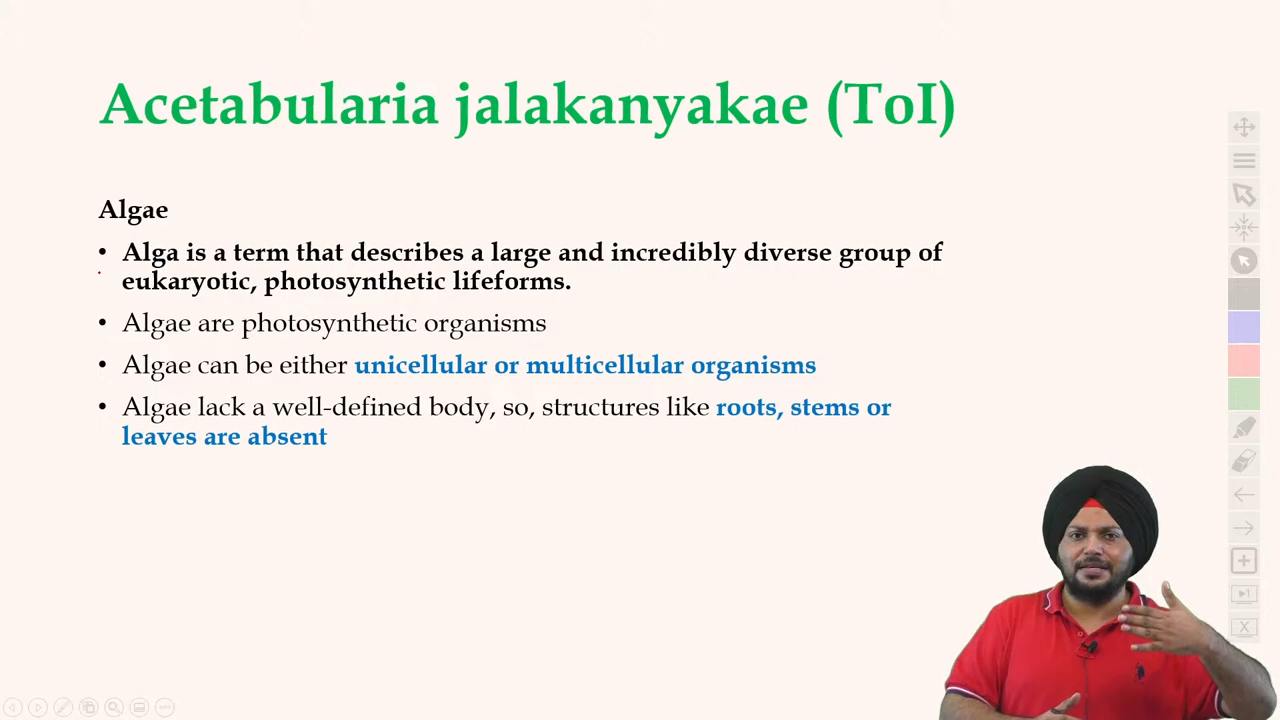 Acetabularia jalakanyakae (ToI)
Algae
• Alga is a term that describes a large and incredibly diverse group of
eukaryotic, photosynthetic lifeforms.
• Algae are photosynthetic organisms
• Algae can be either unicellular or multicellular organisms
• Algae lack a well-defined body, so, structures like roots, stems or
leaves are absent